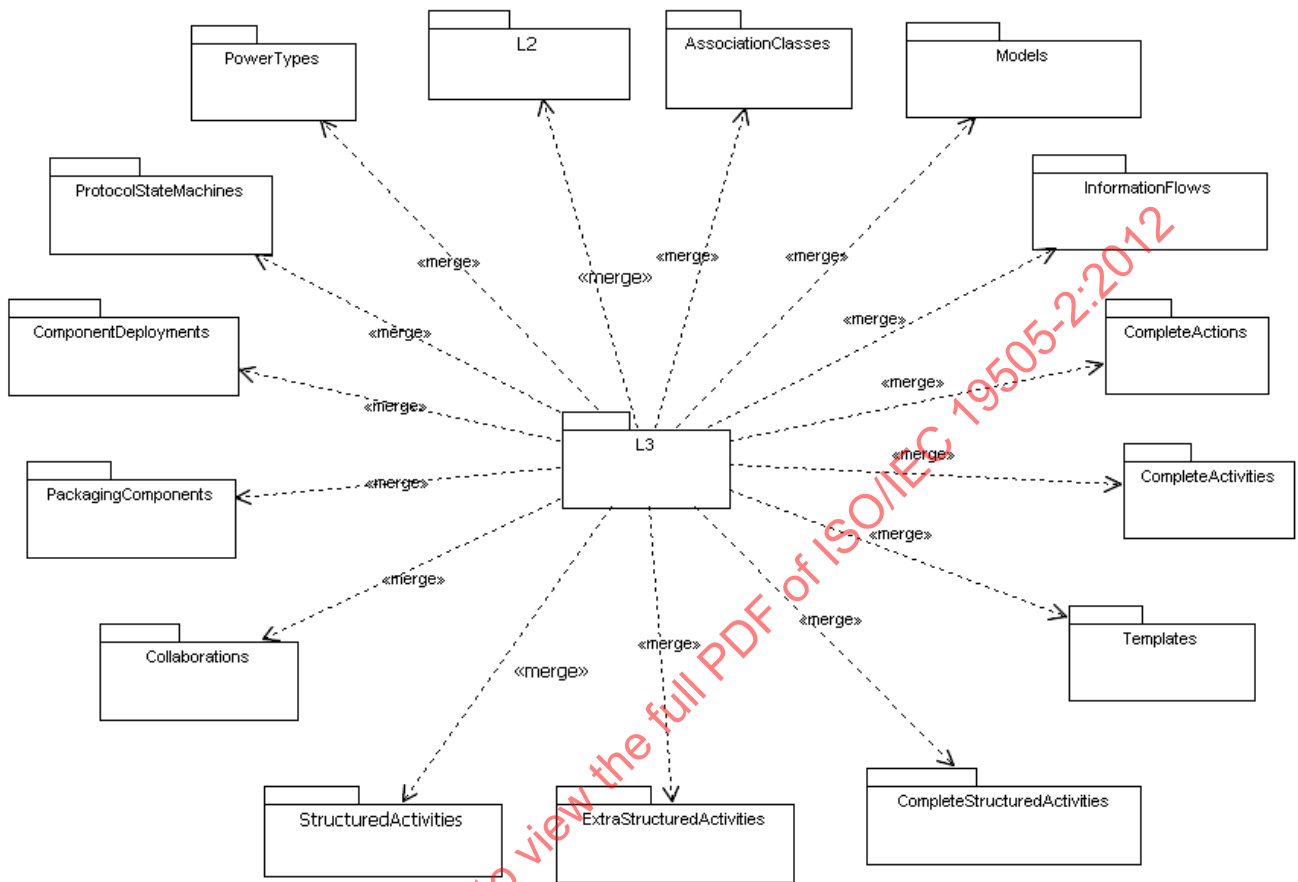 L2
AssociationClasses
Models
PowerTypes
ProtocolStateMachines
InformationFlows
«merge»
«merge»
«merge»
«merge»
«merge»
«merge»
ComponentDeployments
CompleteActions
«merge»
«merge»
L3
«merge»
«merge»
PackagingComponents
CompleteActivities
«merge»
«merge»
«merge»
«merge»
«merge»
Collaborations
Templates
StructuredActivities
ExtraStructuredActivities
CompleteStructuredActivities
to view the full PDF of ISO/IEC 19505-2:2012